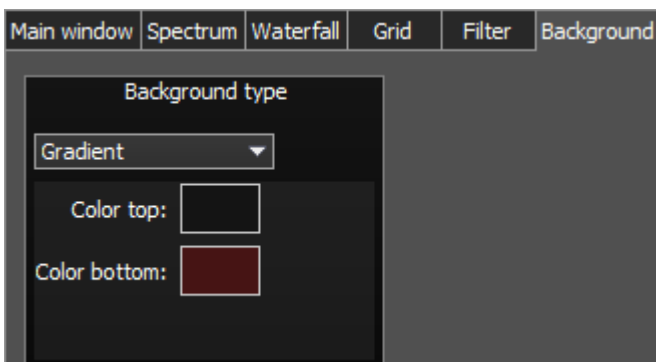 Main window Spectrum Waterfall Grid Filter Background
Background type
Gradient
Color top:
Color bottom: